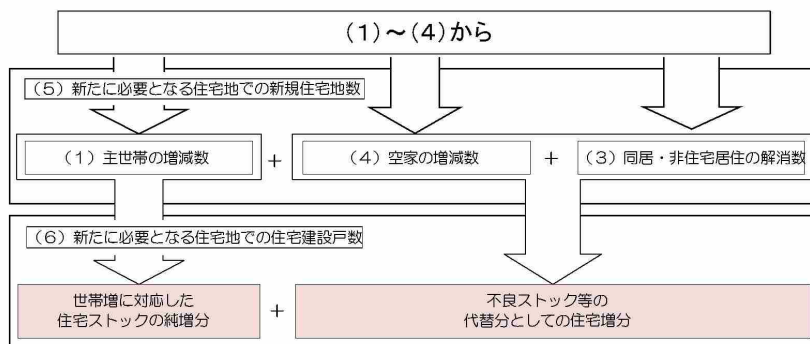 （1）～（4）から
（5）新たに必要となる住宅地での新規住宅地数
（1）主世帯の増減数
+
（4）空家の増減数
+
（3）同居・非住宅居住の解消数
（6）新たに必要となる住宅地での住宅建設戸数
世帯増に対応した
住宅ストックの純増分
+
不良ストック等の
代替分としての住宅増分